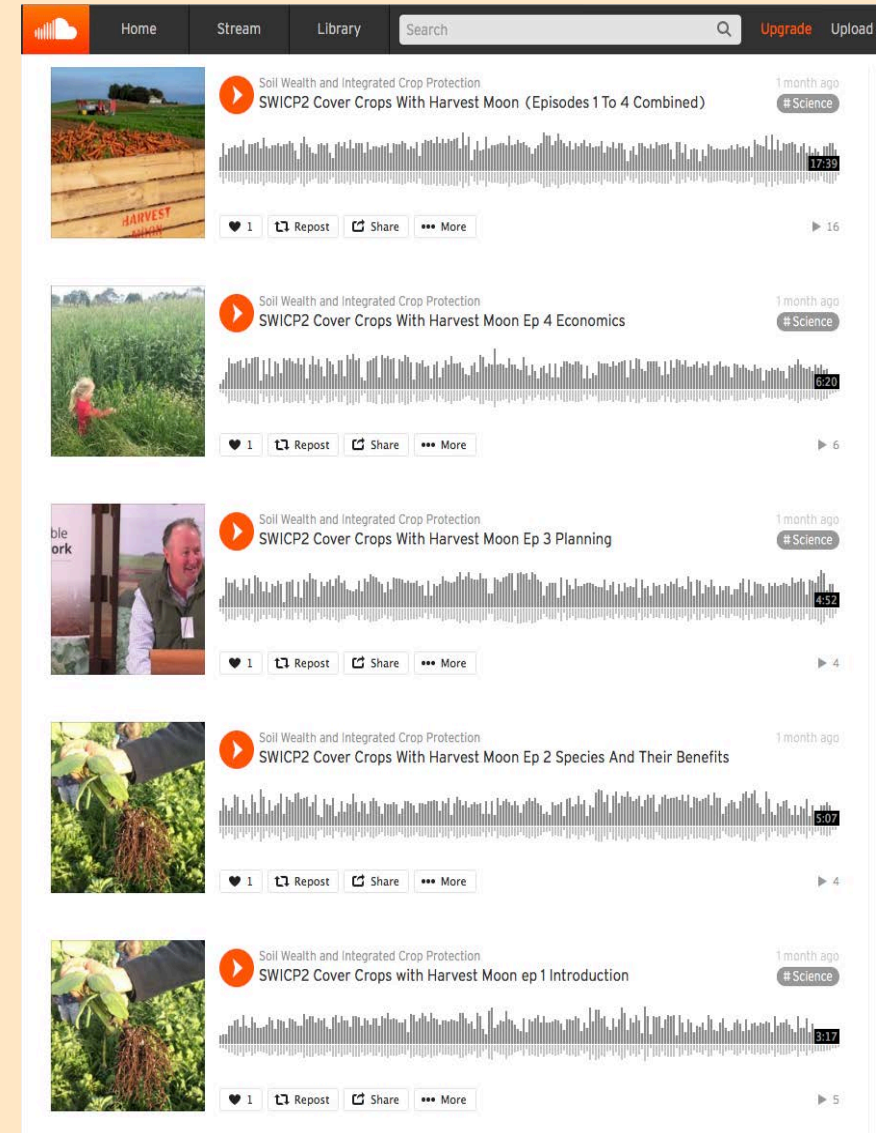 Home Stream Library Search Upgrade Upload
Soil Wealth and Integrated Crop Protection 1 month ago
SWICP2 Cover Crops With Harvest Moon (Episodes 1 To 4 Combined) # Science
17:39
HARVEST
MOON
1 Repost Share More 16
Soil Wealth and Integrated Crop Protection 1 month ago
SWICP2 Cover Crops With Harvest Moon Ep 4 Economics # Science
6:20
1 Repost Share More 6
Soil Wealth and Integrated Crop Protection 1 month ago
SWICP2 Cover Crops With Harvest Moon Ep 3 Planning # Science
ble
ork
4:52
1 Repost Share More 4
Soil Wealth and Integrated Crop Protection 1 month ago
SWICP2 Cover Crops With Harvest Moon Ep 2 Species And Their Benefits
5:07
1 Repost Share More 4
Soil Wealth and Integrated Crop Protection 1 month ago
SWICP2 Cover Crops with Harvest Moon ep 1 Introduction # Science
3:17
1 Repost Share More 5